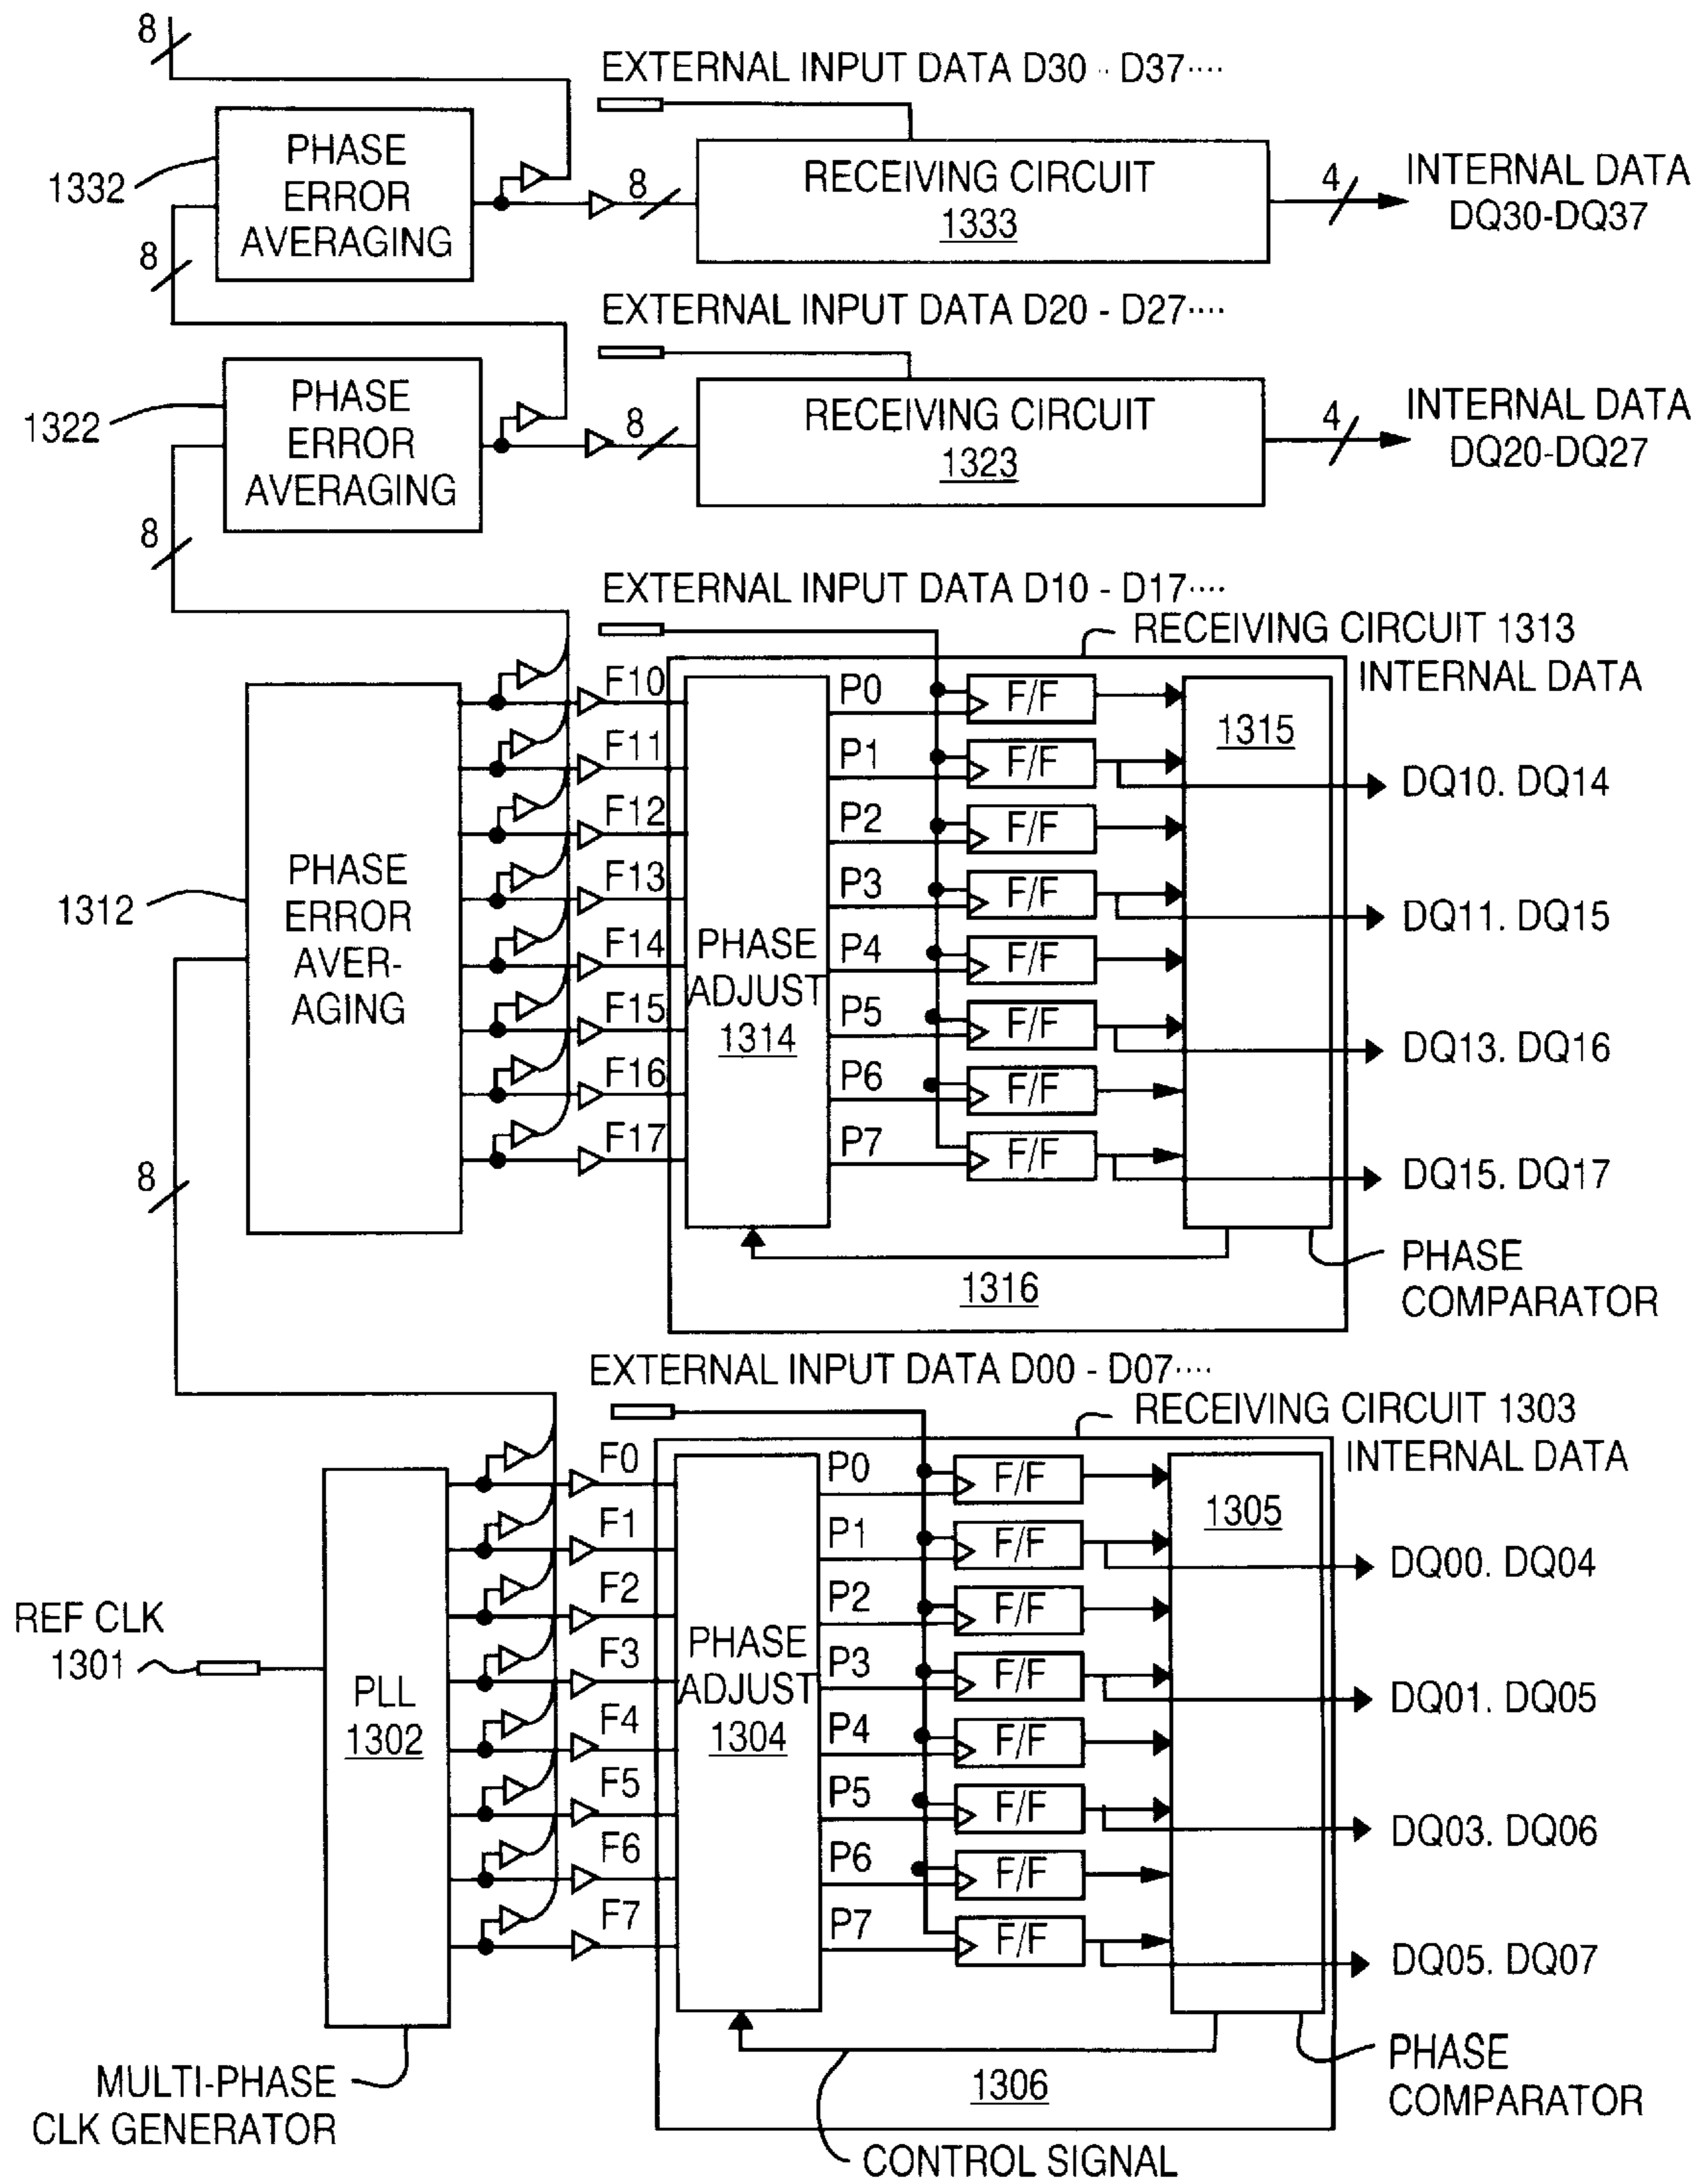 8
EXTERNAL INPUT DATA D30 - D37....
1332
PHASE
ERROR
AVERAGING
8
RECEIVING CIRCUIT
1333
4
INTERNAL DATA
DQ30-DQ37
8
EXTERNAL INPUT DATA D20 - D27....
1322
PHASE
ERROR
AVERAGING
8
RECEIVING CIRCUIT
1323
4
INTERNAL DATA
DQ20-DQ27
8
EXTERNAL INPUT DATA D10 - D17....
RECEIVING CIRCUIT 1313
INTERNAL DATA
1312
PHASE
ERROR
AVER-
AGING
F10
F11
F12
F13
F14
F15
F16
F17
PHASE
ADJUST
1314
P0
P1
P2
P3
P4
P5
P6
P7
F/F
F/F
F/F
F/F
F/F
F/F
F/F
F/F
1315
DQ10. DQ14
DQ11. DQ15
DQ13. DQ16
DQ15. DQ17
PHASE
COMPARATOR
1316
8
EXTERNAL INPUT DATA D00 - D07....
RECEIVING CIRCUIT 1303
INTERNAL DATA
REF CLK
1301
PLL
1302
F0
F1
F2
F3
F4
F5
F6
F7
PHASE
ADJUST
1304
P0
P1
P2
P3
P4
P5
P6
P7
F/F
F/F
F/F
F/F
F/F
F/F
F/F
F/F
1305
DQ00. DQ04
DQ01. DQ05
DQ03. DQ06
DQ05. DQ07
PHASE
COMPARATOR
1306
MULTI-PHASE
CLK GENERATOR
CONTROL SIGNAL